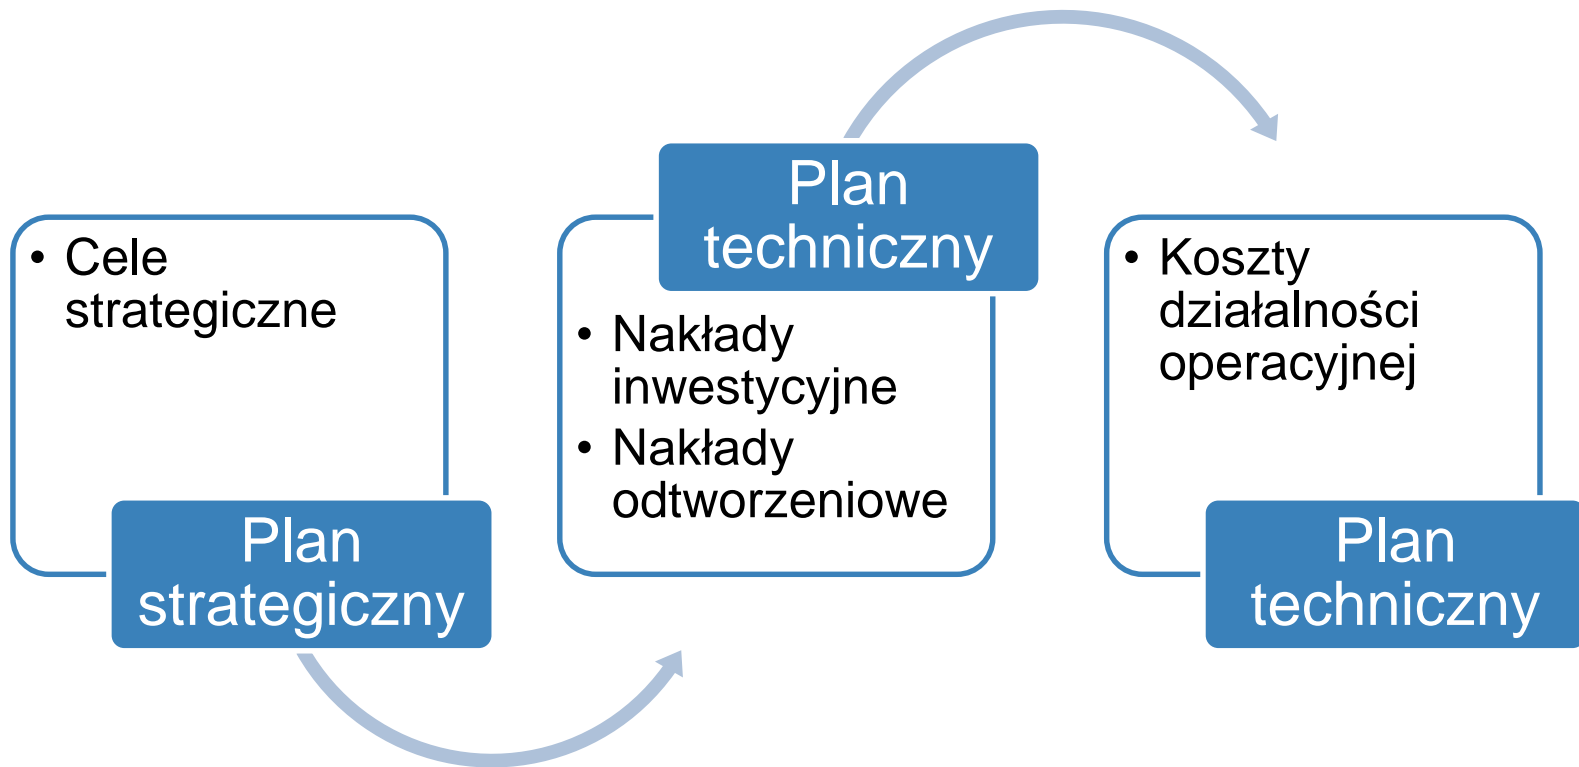 • Cele
strategiczne
Plan
strategiczny
Plan
techniczny
• Nakłady
inwestycyjne
• Nakłady
odtworzeniowe
• Koszty
działalności
operacyjnej
Plan
techniczny